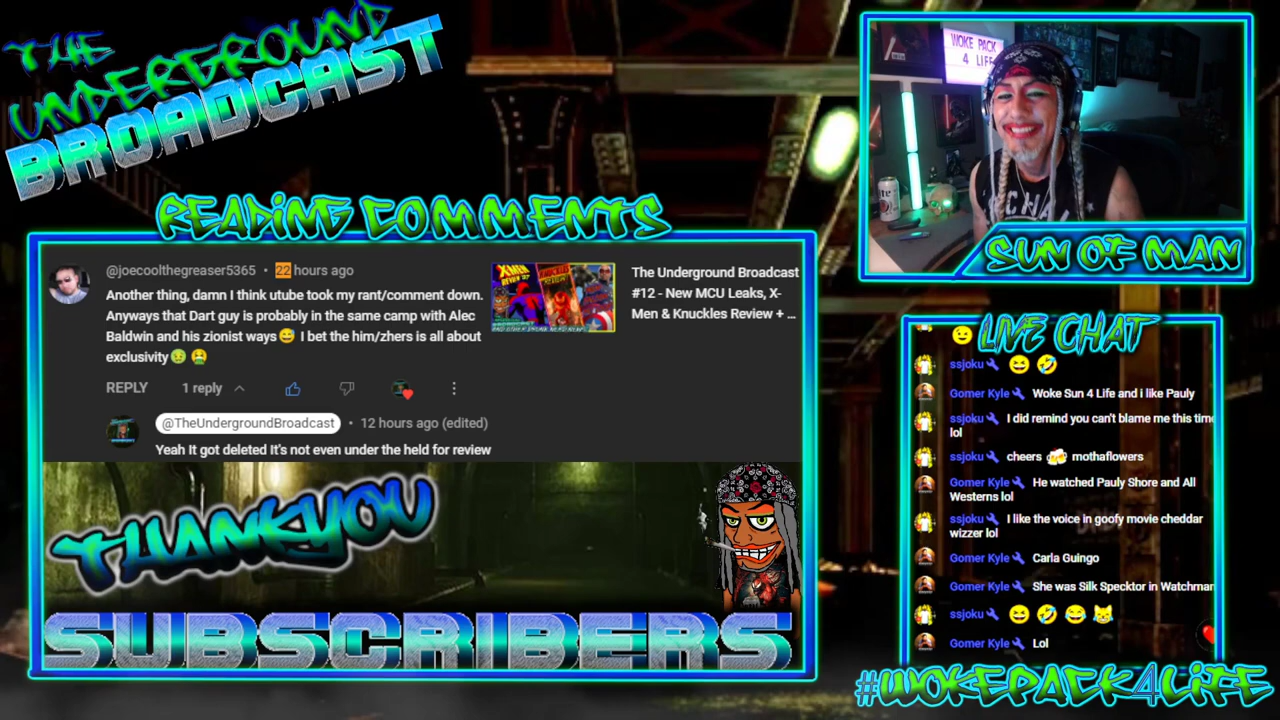 THE
UNDERGROUND
BROADCAST
WOKE PACK
4 LIFE
Lite
SUN OF MAN
READING COMMENTS
@joecoolthegreaser5365 • 22 hours ago
Another thing, damn I think utube took my rant/comment down.
Anyways that Dart guy is probably in the same camp with Alec
Baldwin and his zionist ways😅 I bet the him/zhers is all about
exclusivity🤢 🤮
REPLY 1 reply
The Underground Broadcast
#12 - New MCU Leaks, X-
Men & Knuckles Review + ...
@TheUndergroundBroadcast • 12 hours ago (edited)
Yeah It got deleted It's not even under the held for review
THANKYOU
SUBSCRIBERS
LIVE CHAT
😉
ssjoku 😆 🤣
Gomer Kyle Woke Sun 4 Life and i like Pauly
ssjoku I did remind you can't blame me this time
lol
ssjoku cheers 🍻 mothaflowers
Gomer Kyle He watched Pauly Shore and All
Westerns lol
ssjoku I like the voice in goofy movie cheddar
wizzer lol
Gomer Kyle Carla Guingo
Gomer Kyle She was Silk Specktor in Watchman
ssjoku 😆 🤣 😂 😹
Gomer Kyle Lol
#WOKEPACK4LIFE